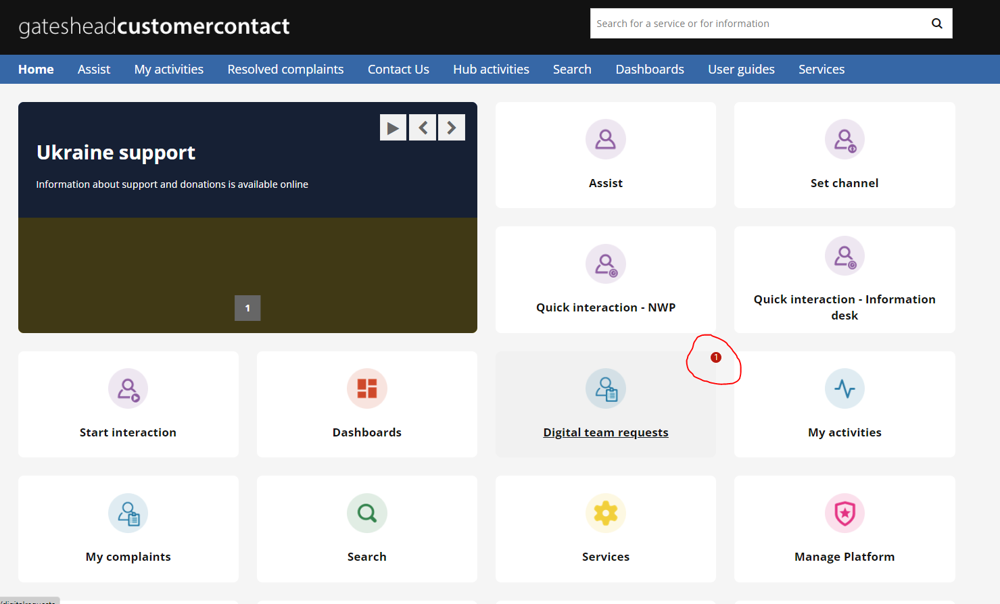 gatesheadcustomercontact
Search for a service or for information
Home Assist My activities Resolved complaints Contact Us Hub activities Search Dashboards User guides Services
Ukraine support
Information about support and donations is available online
1
Assist
Set channel
Quick interaction - NWP
Quick interaction - Information
desk
Start interaction
Dashboards
1
Digital team requests
My activities
My complaints
Search
Services
Manage Platform